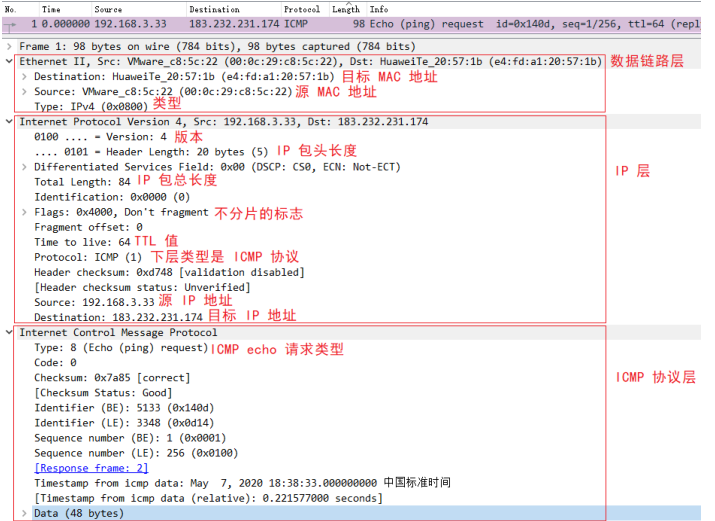 No. Time Source Destination Protocol Length Info
1 0.000000 192.168.3.33 183.232.231.174 ICMP 98 Echo (ping) request id=0x140d, seq=1/256, ttl=64 (repl
Frame 1: 98 bytes on wire (784 bits), 98 bytes captured (784 bits)
Ethernet II, Src: VMware_c8:5c:22 (00:0c:29:c8:5c:22), Dst: HuaweiTe_20:57:1b (e4:fd:a1:20:57:1b) 数据链路层
Destination: HuaweiTe_20:57:1b (e4:fd:a1:20:57:1b) 目标 MAC 地址
Source: VMware_c8:5c:22 (00:0c:29:c8:5c:22) 源 MAC 地址
Type: IPv4 (0x0800) 类型
Internet Protocol Version 4, Src: 192.168.3.33, Dst: 183.232.231.174
0100 .... = Version: 4 版本
.... 0101 = Header Length: 20 bytes (5) IP 包头长度
Differentiated Services Field: 0x00 (DSCP: CS0, ECN: Not-ECT) IP 层
Total Length: 84 IP 包总长度
Identification: 0x0000 (0)
Flags: 0x4000, Don't fragment 不分片的标志
Fragment offset: 0
Time to live: 64 TTL 值
Protocol: ICMP (1) 下层类型是 ICMP 协议
Header checksum: 0xd748 [validation disabled]
[Header checksum status: Unverified]
Source: 192.168.3.33 源 IP 地址
Destination: 183.232.231.174 目标 IP 地址
Internet Control Message Protocol
Type: 8 (Echo (ping) request) ICMP echo 请求类型
Code: 0
Checksum: 0x7a85 [correct] ICMP 协议层
[Checksum Status: Good]
Identifier (BE): 5133 (0x140d)
Identifier (LE): 3348 (0x0d14)
Sequence number (BE): 1 (0x0001)
Sequence number (LE): 256 (0x0100)
[Response frame: 2]
Timestamp from icmp data: May 7, 2020 18:38:33.000000000 中国标准时间
[Timestamp from icmp data (relative): 0.221577000 seconds]
Data (48 bytes)